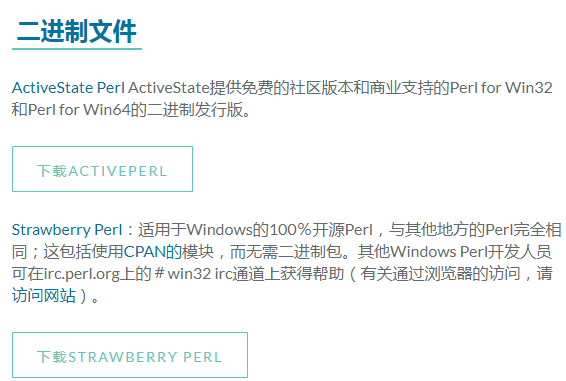 二进制文件
ActiveState Perl ActiveState提供免费的社区版本和商业支持的Perl for Win32
和Perl for Win64的二进制发行版。
下载ACTIVEPERL
Strawberry Perl：适用于Windows的100％开源Perl，与其他地方的Perl完全相
同；这包括使用CPAN的模块，而无需二进制包。其他Windows Perl开发人员
可在irc.perl.org上的＃win32 irc通道上获得帮助（有关通过浏览器的访问，请
访问网站）。
下载STRAWBERRY PERL